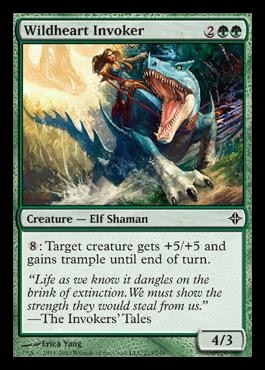 Wildheart Invoker 2
Creature — Elf Shaman
8: Target creature gets +5/+5 and
gains trample until end of turn.
“Life as we know it dangles on the
brink of extinction. We must show the
strength they would steal from us.”
—The Invokers' Tales
Erica Yang
4/3